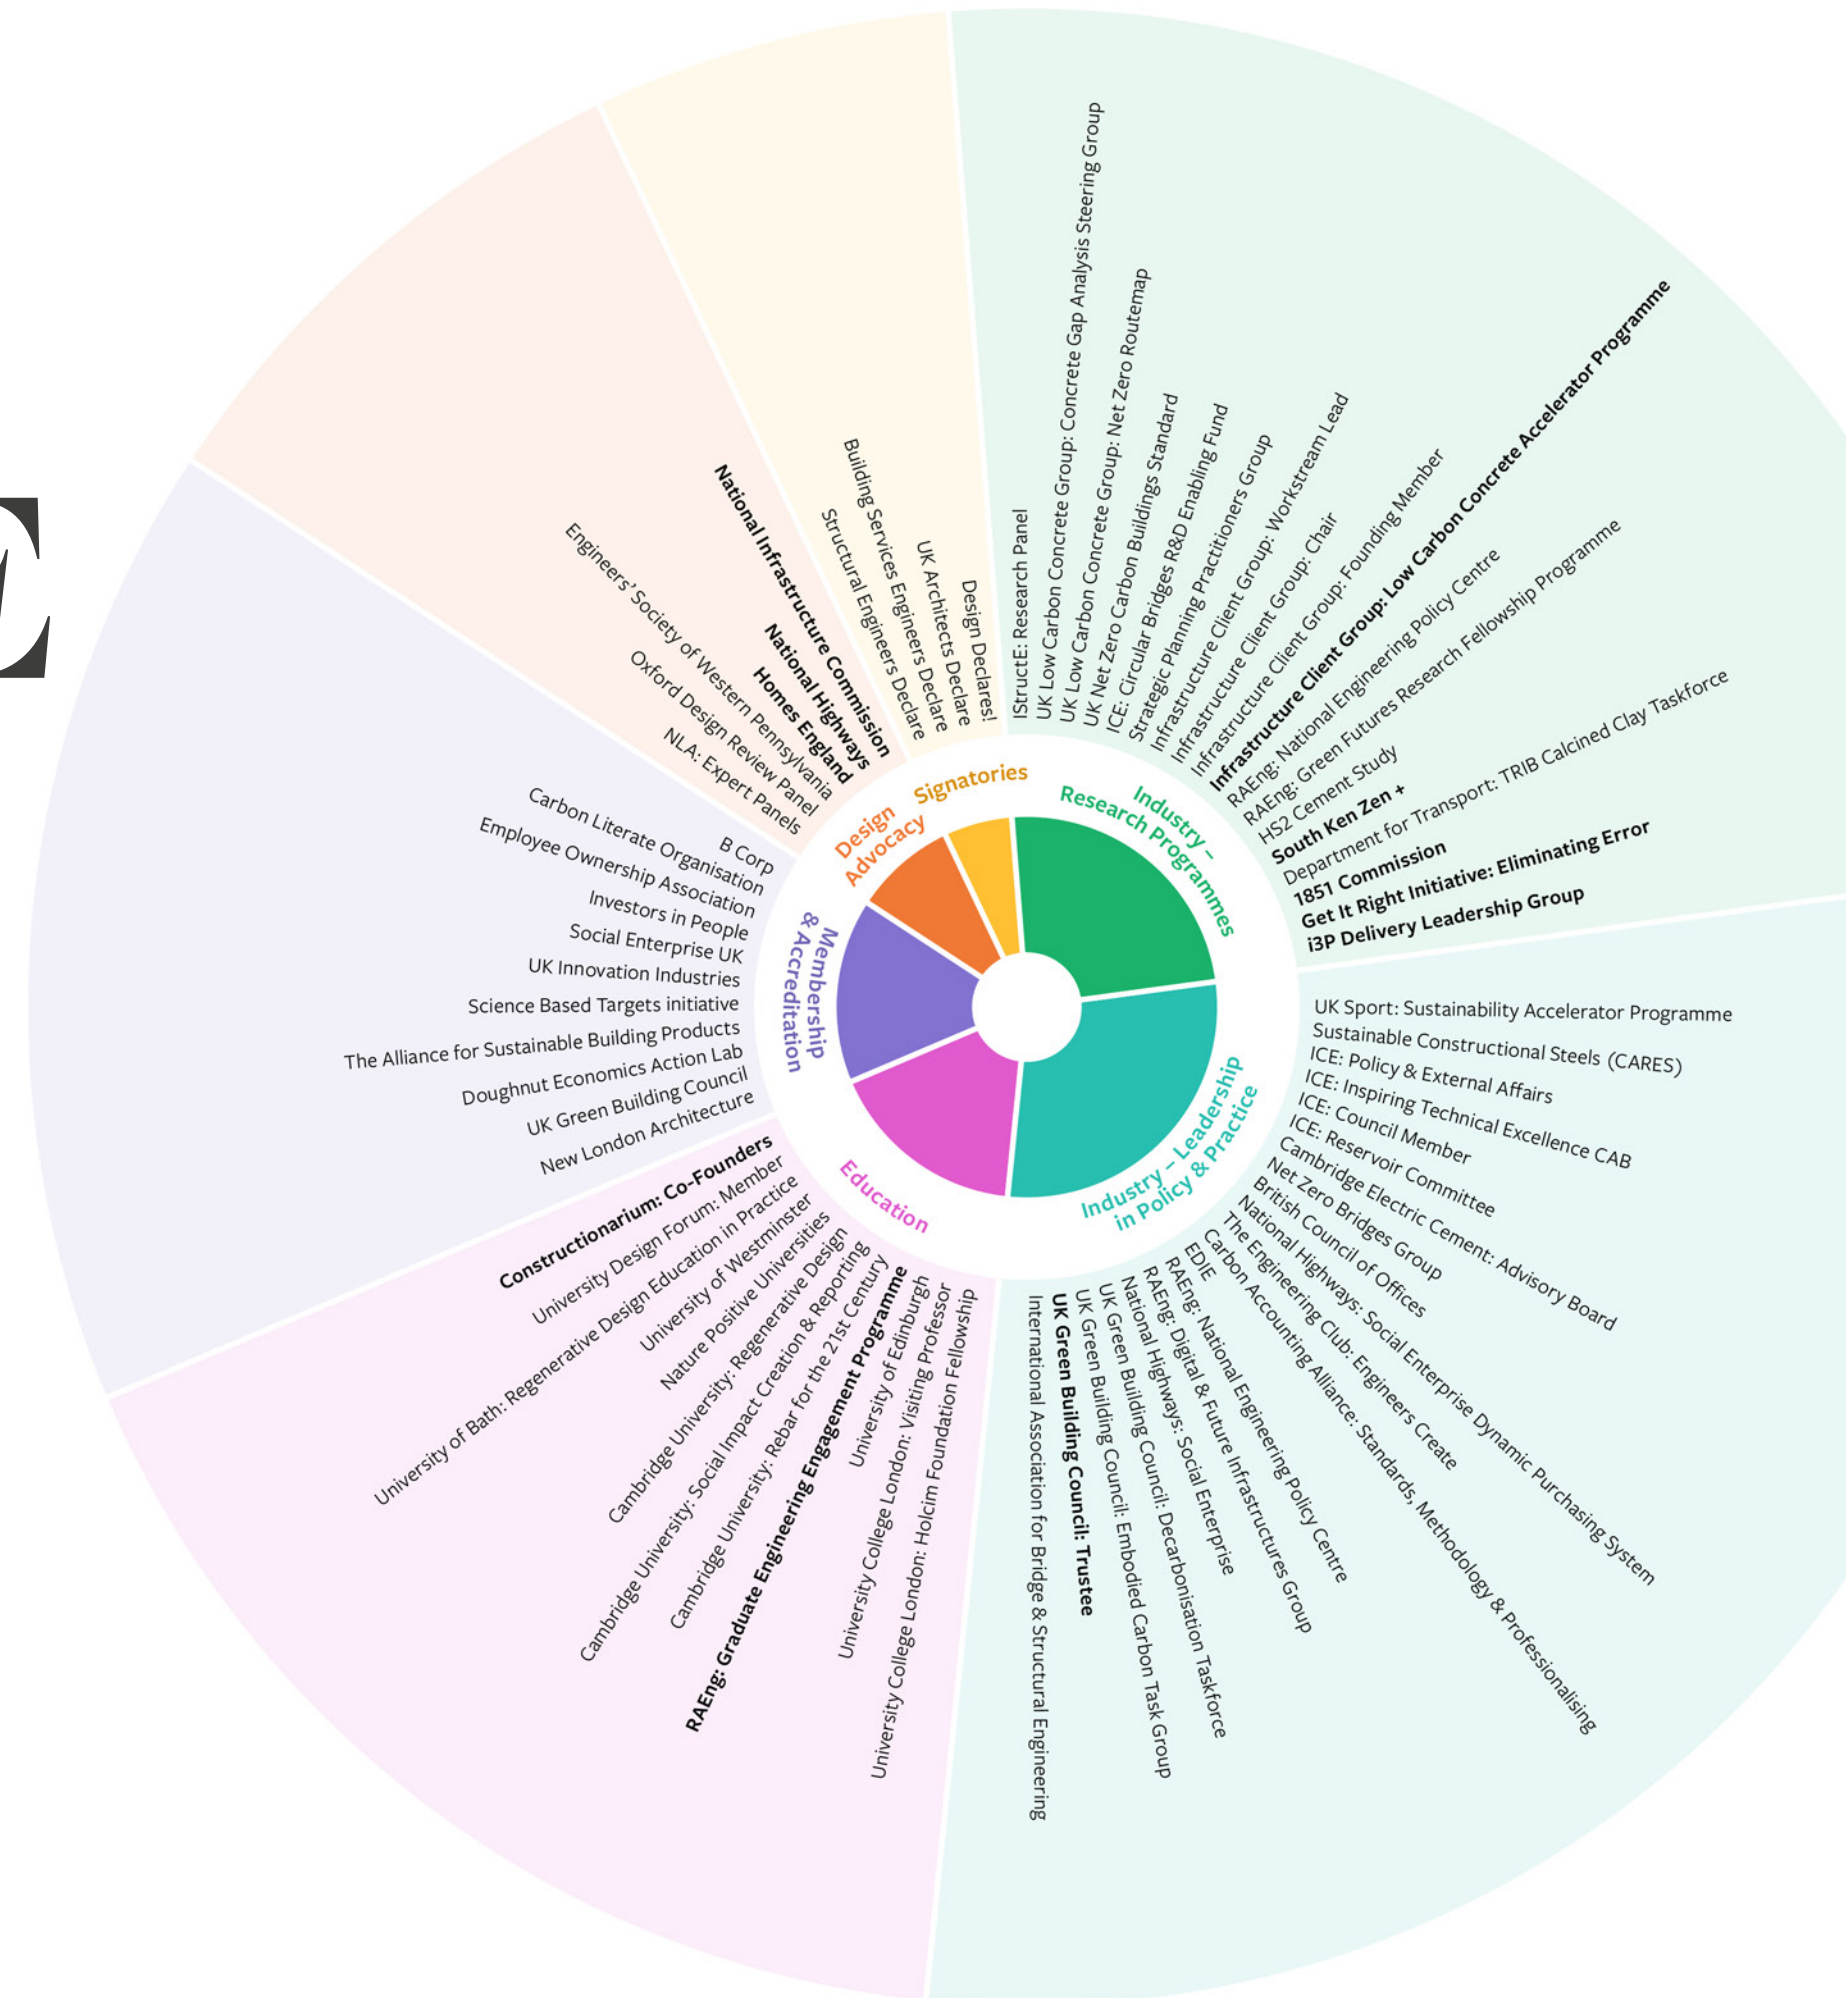 E
Industry –
Research Programmes
IStructE: Research Panel
UK Low Carbon Concrete Group: Concrete Gap Analysis Steering Group
UK Low Carbon Concrete Group: Net Zero Routemap
UK Net Zero Carbon Buildings Standard
ICE: Circular Bridges R&D Enabling Fund
Strategic Planning Practitioners Group
Infrastructure Client Group: Workstream Lead
Infrastructure Client Group: Chair
Infrastructure Client Group: Founding Member
Infrastructure Client Group: Low Carbon Concrete Accelerator Programme
RAEng: National Engineering Policy Centre
RAEng: Green Futures Research Fellowship Programme
HS2 Cement Study
South Ken Zen +
Department for Transport: TRIB Calcined Clay Taskforce
1851 Commission
Get It Right Initiative: Eliminating Error
i3P Delivery Leadership Group
Industry – Leadership
in Policy & Practice
UK Sport: Sustainability Accelerator Programme
Sustainable Constructional Steels (CARES)
ICE: Policy & External Affairs
ICE: Inspiring Technical Excellence CAB
ICE: Council Member
ICE: Reservoir Committee
Cambridge Electric Cement: Advisory Board
Net Zero Bridges Group
British Council of Offices
National Highways: Social Enterprise Dynamic Purchasing System
The Engineering Club: Engineers Create
Carbon Accounting Alliance: Standards, Methodology & Professionalising
EDIE
RAEng: National Engineering Policy Centre
RAEng: Digital & Future Infrastructures Group
National Highways: Social Enterprise
UK Green Building Council: Decarbonisation Taskforce
UK Green Building Council: Embodied Carbon Task Group
UK Green Building Council: Trustee
International Association for Bridge & Structural Engineering
Education
University College London: Holcim Foundation Fellowship
University College London: Visiting Professor
University of Edinburgh
RAEng: Graduate Engineering Engagement Programme
Cambridge University: Rebar for the 21st Century
Cambridge University: Social Impact Creation & Reporting
Cambridge University: Regenerative Design
Nature Positive Universities
University of Westminster
University of Bath: Regenerative Design Education in Practice
University Design Forum: Member
Constructionarium: Co-Founders
Membership
& Accreditation
New London Architecture
UK Green Building Council
Doughnut Economics Action Lab
The Alliance for Sustainable Building Products
Science Based Targets initiative
UK Innovation Industries
Social Enterprise UK
Investors in People
Employee Ownership Association
Carbon Literate Organisation
B Corp
Design
Advocacy
NLA: Expert Panels
Oxford Design Review Panel
Engineers’ Society of Western Pennsylvania
Homes England
National Highways
National Infrastructure Commission
Signatories
Structural Engineers Declare
Building Services Engineers Declare
UK Architects Declare
Design Declares!